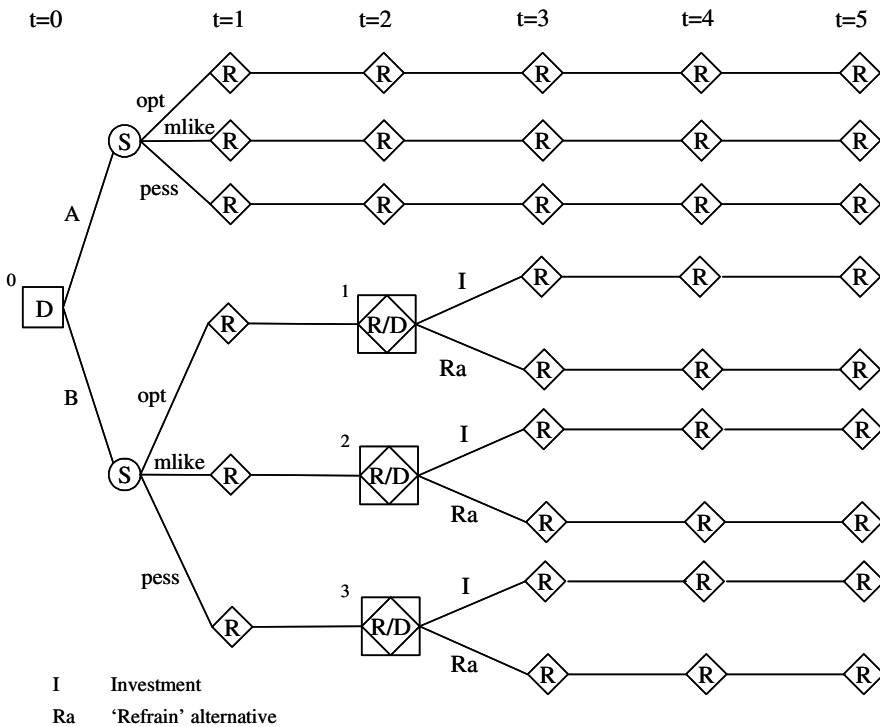 t=0 t=1 t=2 t=3 t=4 t=5
R R R R R
opt
mlike
S R R R R R
pess
R R R R R
A
I R R R
0
1
D
R R/D
Ra R R R
B
opt
I R R R
2
mlike
S R R/D
Ra R R R
pess
I R R R
3
R R/D
Ra R R R
I Investment
Ra ‘Refrain’ alternative